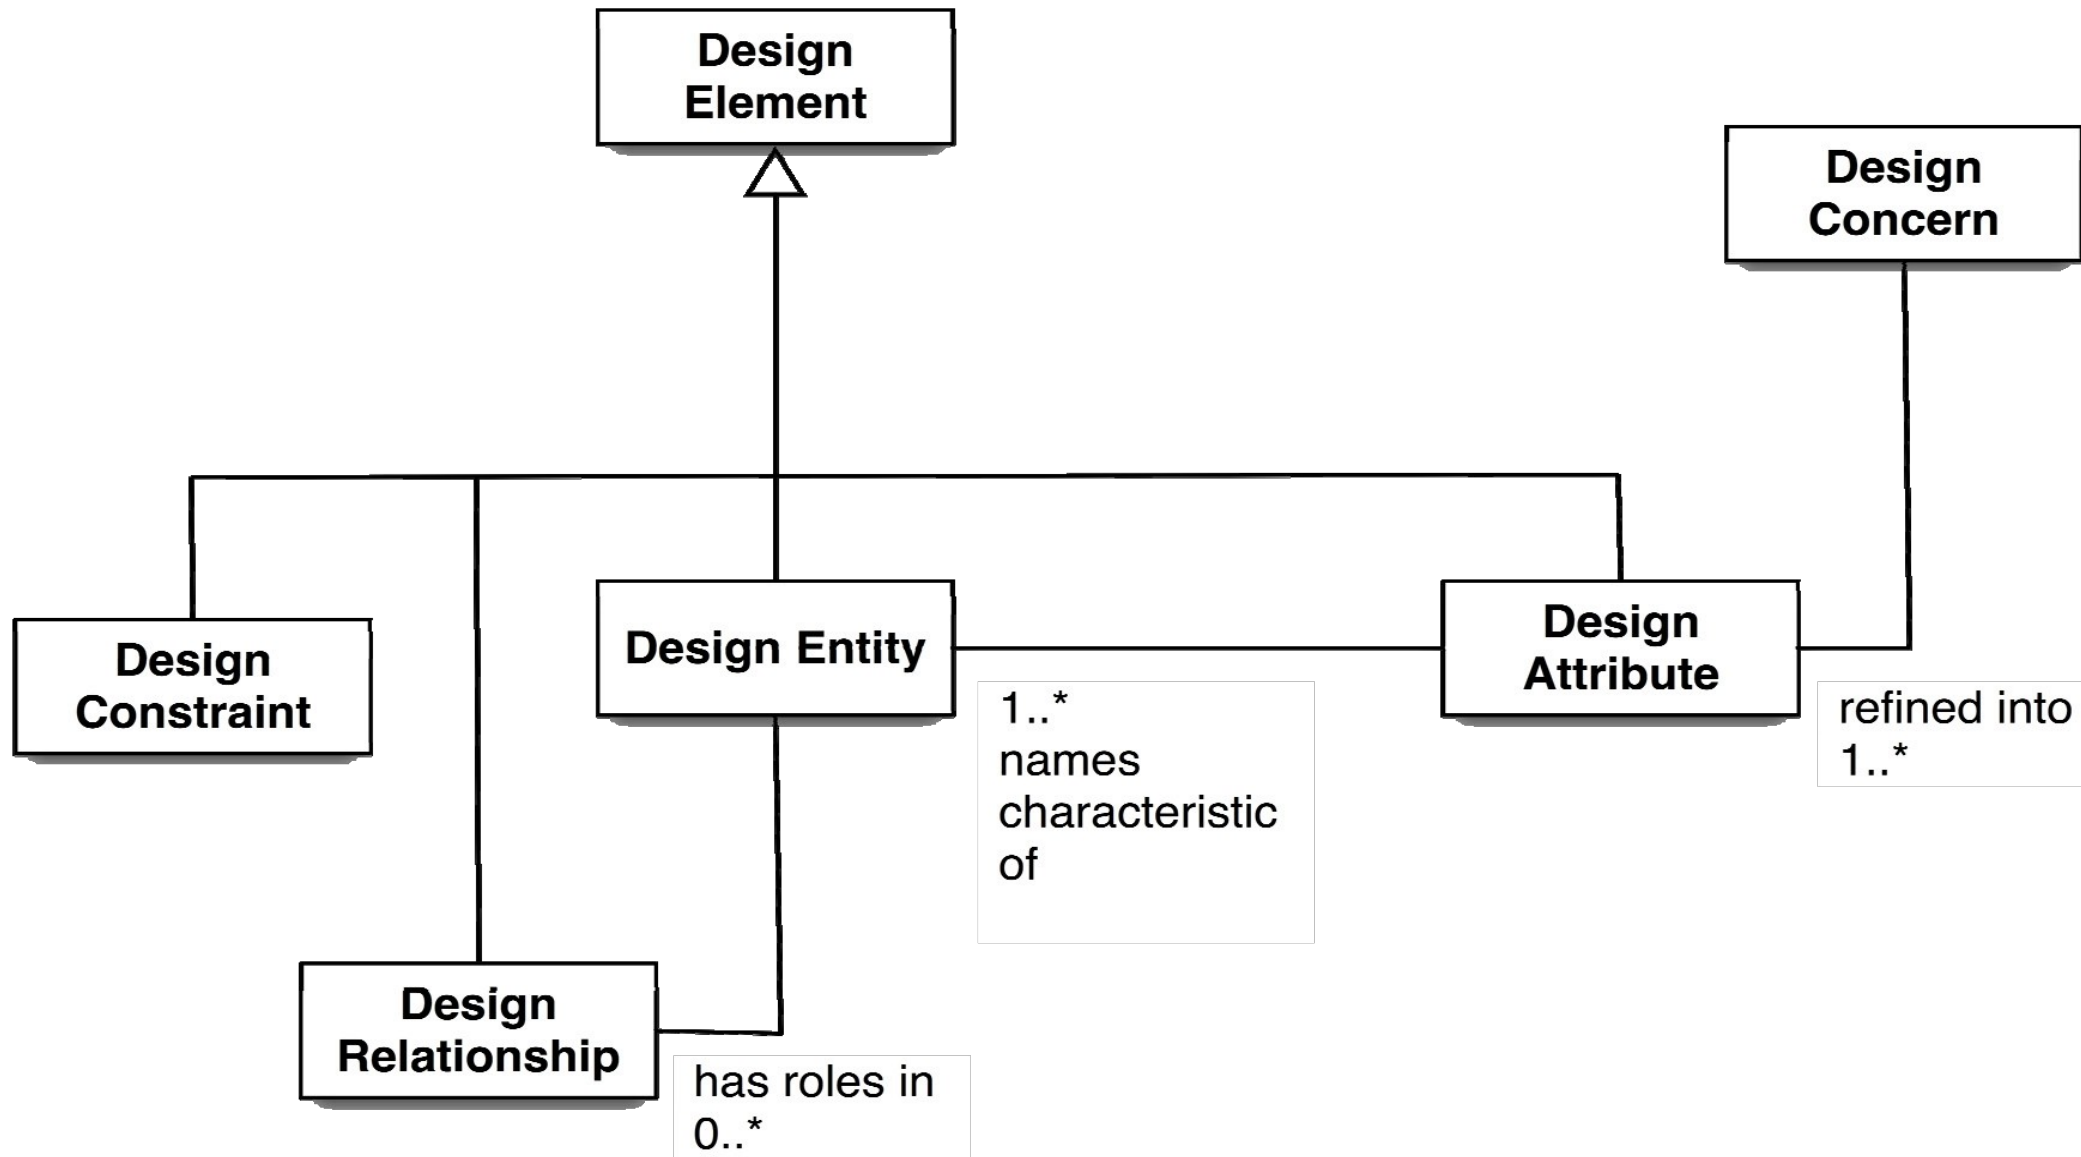 Design
Element
Design
Concern
Design
Constraint
Design Entity
Design
Attribute
1..*
names
characteristic
of
refined into
1..*
Design
Relationship
has roles in
0..*